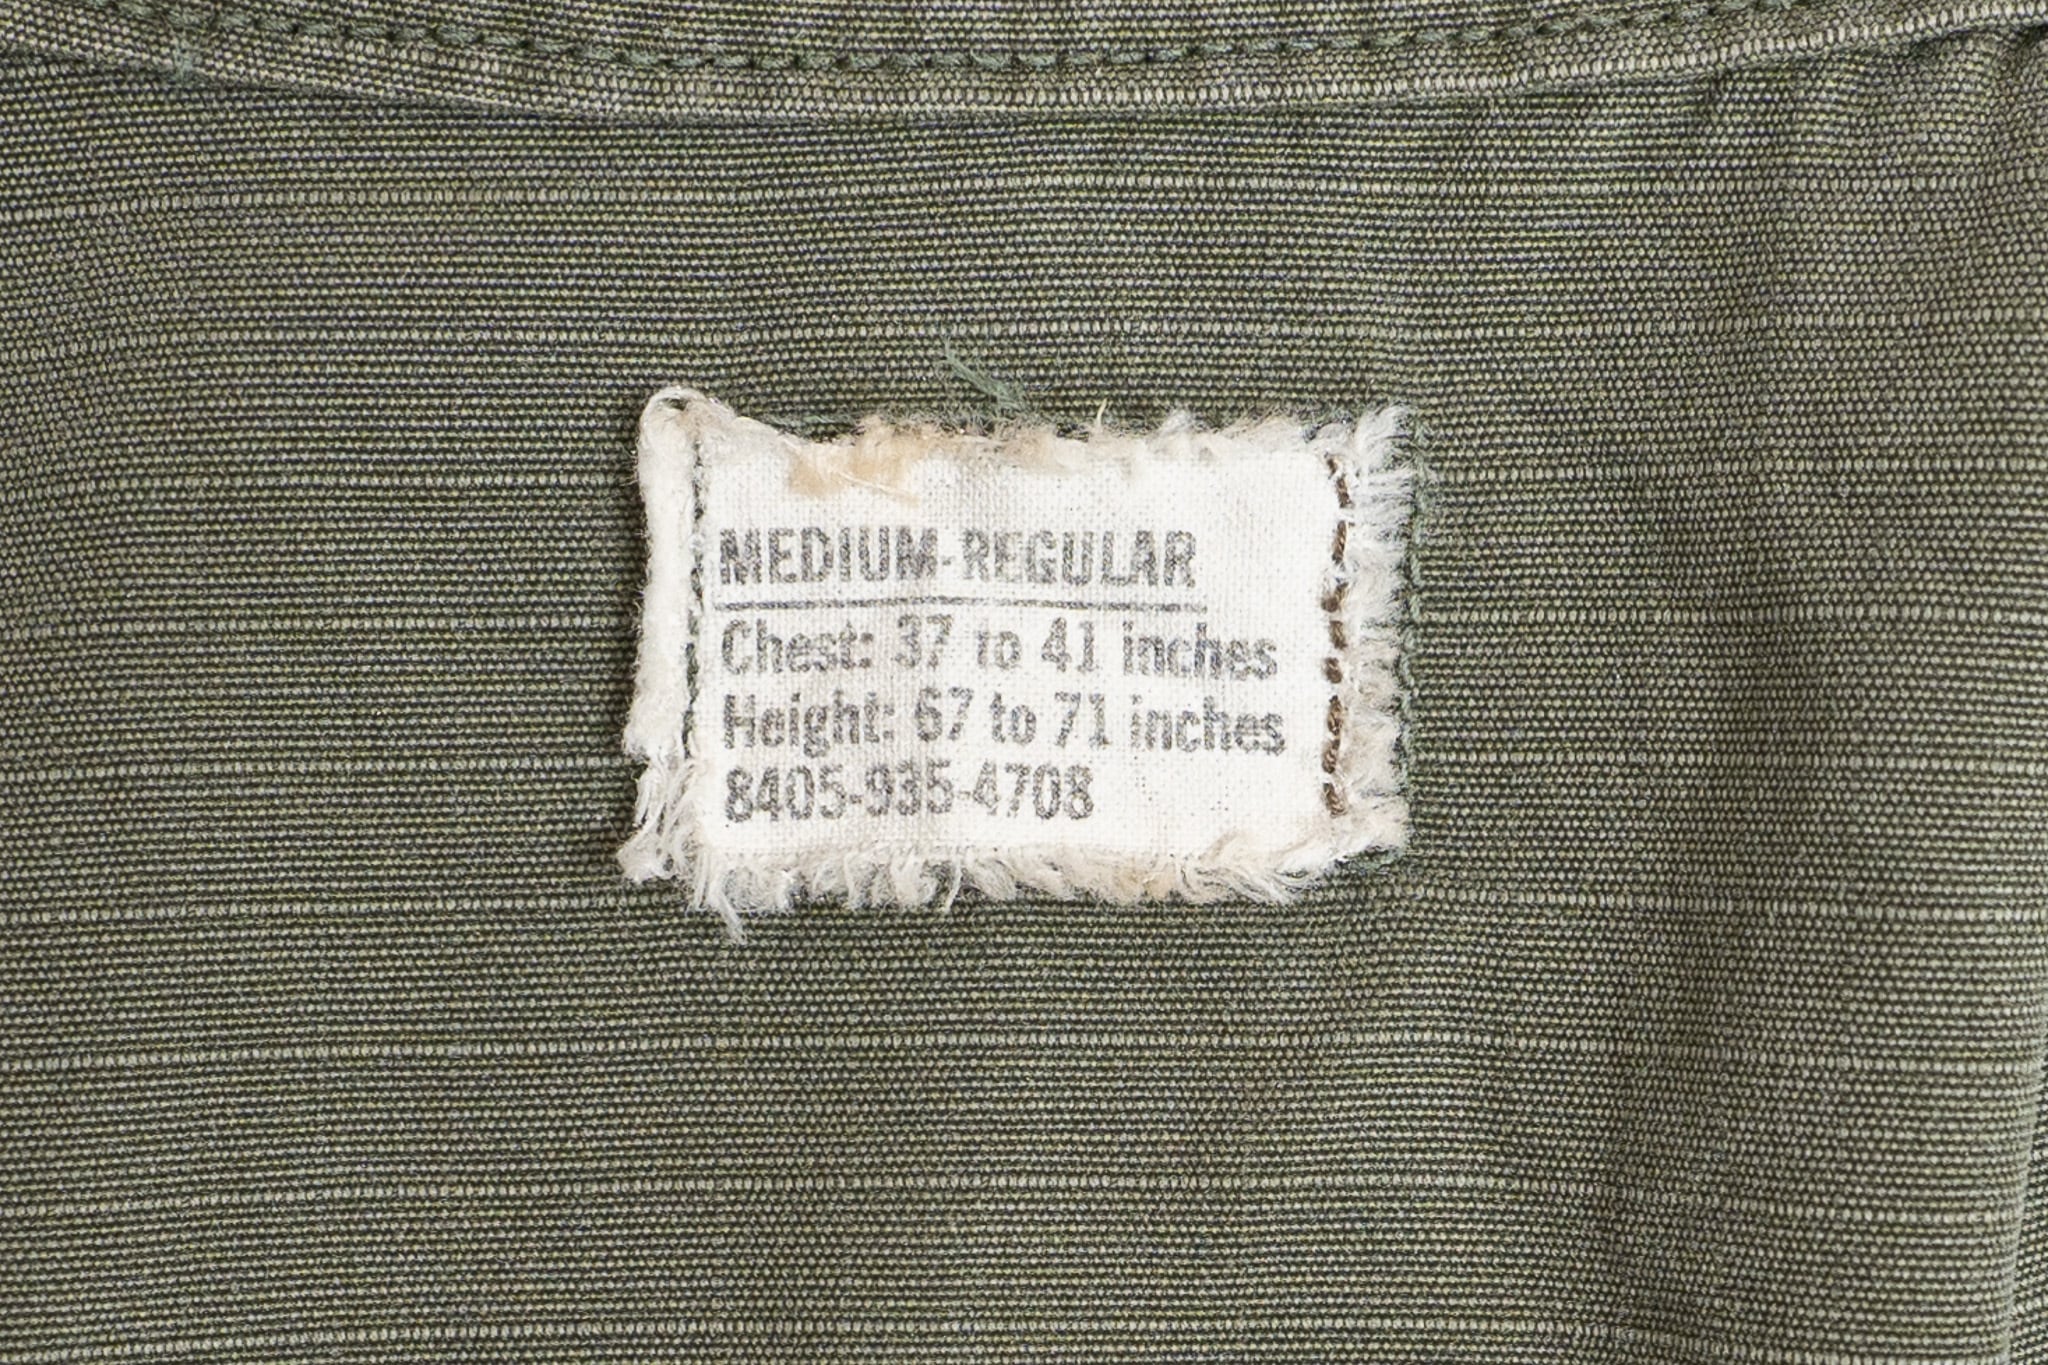 MEDIUM-REGULAR
Chest: 37 to 41 inches
Height: 67 to 71 inches
8405-935-4708